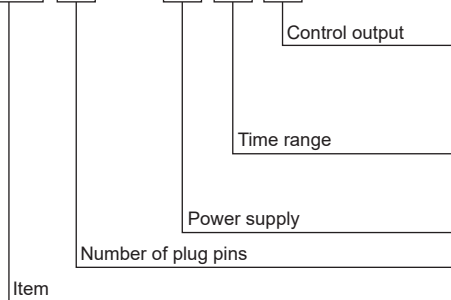 Control output
Time range
Power supply
Number of plug pins
Item